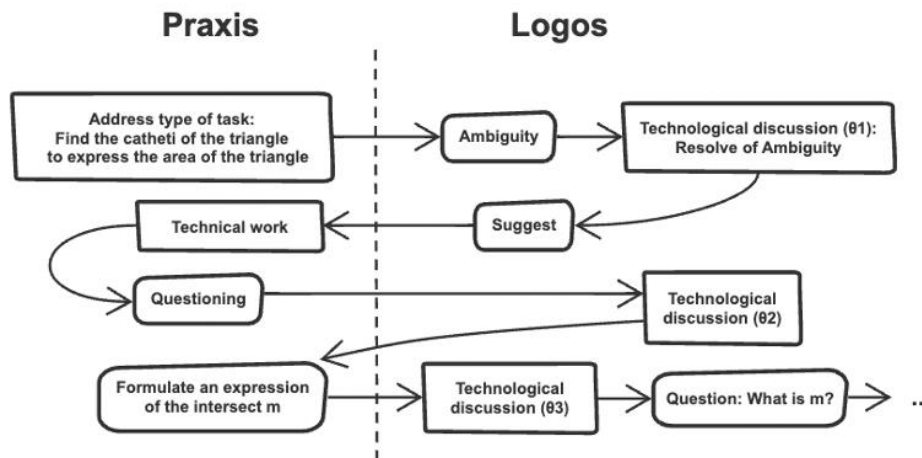 Praxis
Logos
Address type of task:
Find the catheti of the triangle
to express the area of the triangle
Ambiguity
Technological discussion (θ1):
Resolve of Ambiguity
Technical work
Suggest
Questioning
Technological
discussion (θ2)
Formulate an expression
of the intersect m
Technological
discussion (θ3)
Question: What is m?
...